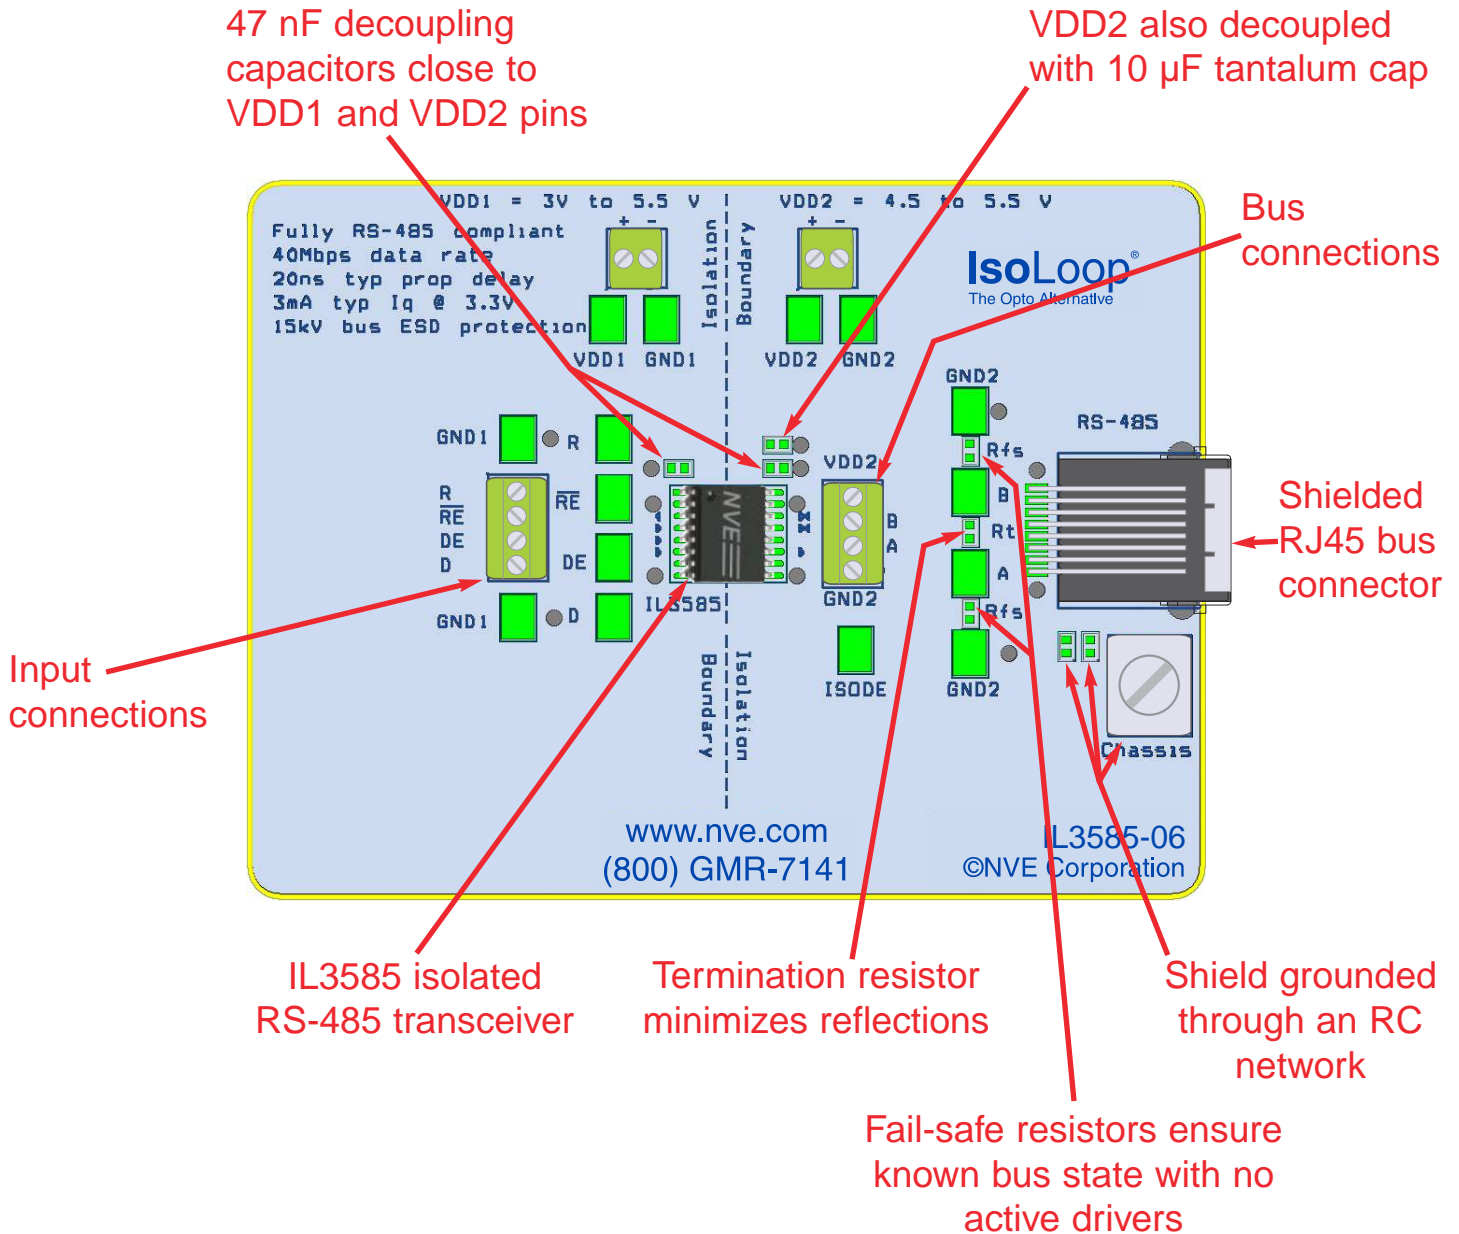 47 nF decoupling
capacitors close to
VDD1 and VDD2 pins
VDD2 also decoupled
with 10 µF tantalum cap
VDD1 = 3V to 5.5 V
VDD2 = 4.5 to 5.5 V
Fully RS-485 compliant
40Mbps data rate
20ns typ prop delay
3mA typ Iq @ 3.3V
15kV bus ESD protection
+ -
+ -
Isolation
Boundary
IsoLoop®
The Opto Alternative
Bus
connections
VDD1 GND1
VDD2 GND2
GND2
RS-485
GND1
R
VDD2
Rfs
R
RE
DE
D
RE
DE
NVE
B
A
B
Rt
A
Shielded
RJ45 bus
connector
GND1
D
IL3585
GND2
Rfs
GND2
ISODE
Isolation
Boundary
Chassis
Input
connections
www.nve.com
(800) GMR-7141
IL3585-06
©NVE Corporation
IL3585 isolated
RS-485 transceiver
Termination resistor
minimizes reflections
Shield grounded
through an RC
network
Fail-safe resistors ensure
known bus state with no
active drivers